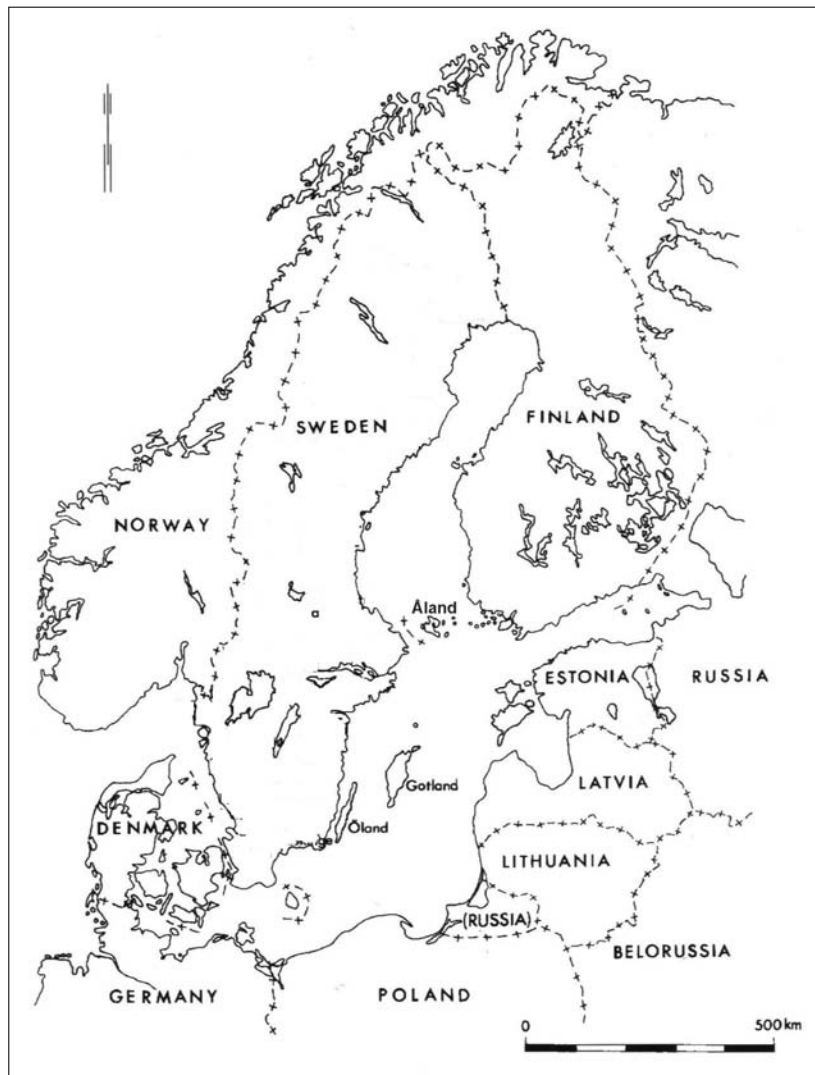 SWEDEN
FINLAND
NORWAY
Åland
ESTONIA
RUSSIA
Gotland
LATVIA
DENMARK
Öland
LITHUANIA
(RUSSIA)
BELORUSSIA
GERMANY
POLAND
0 500 km